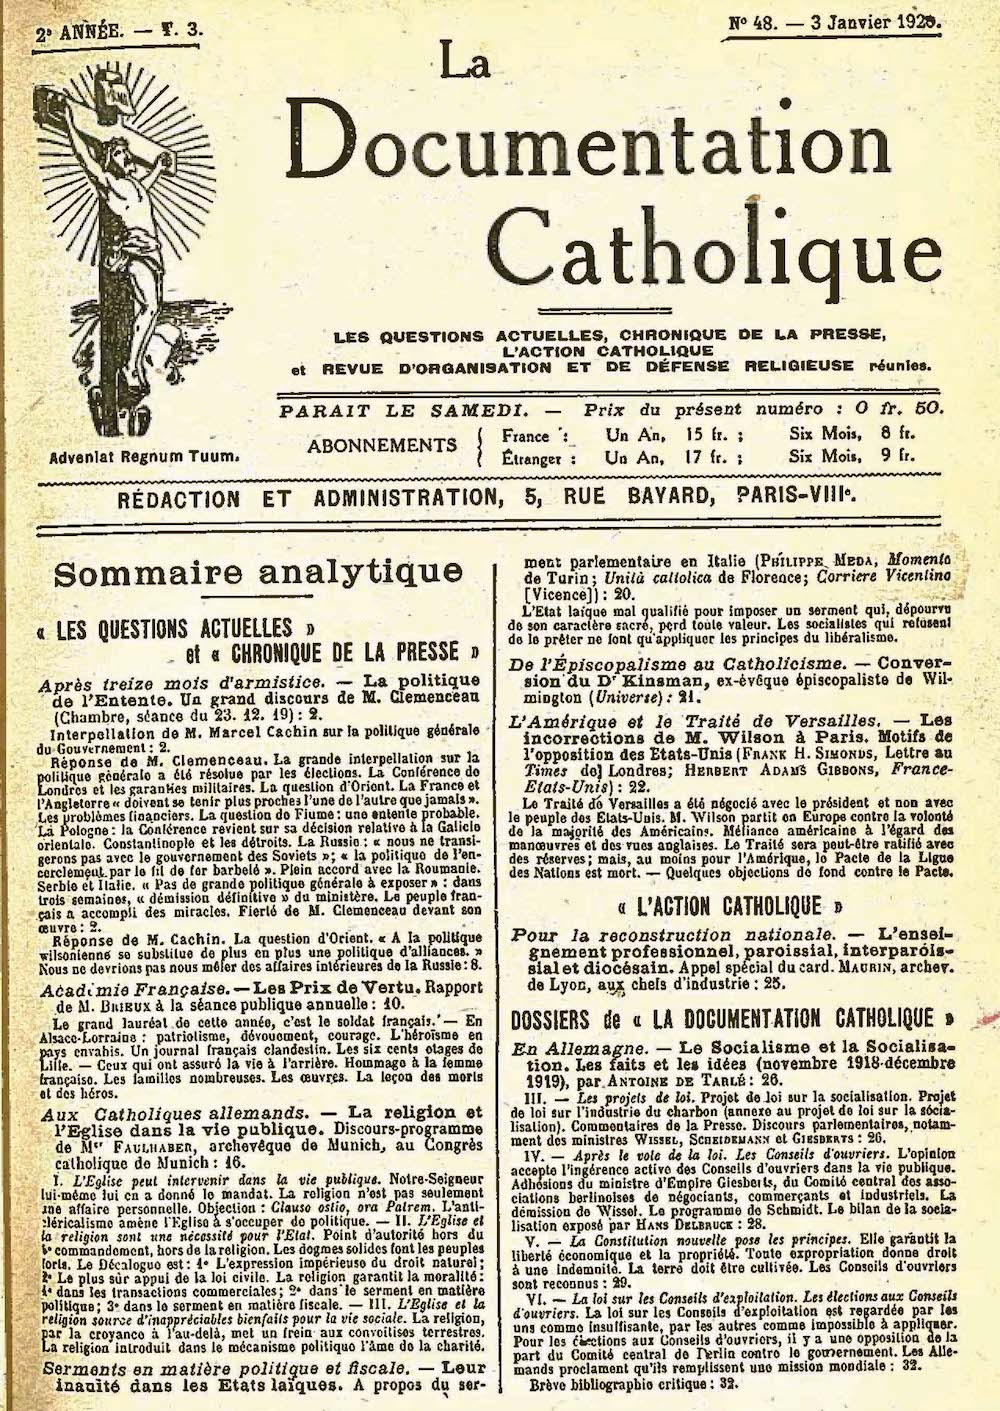 2e ANNÉE. — T. 3.
N° 48. — 3 Janvier 1920.
La
Documentation
Catholique
LES QUESTIONS ACTUELLES, CHRONIQUE DE LA PRESSE,
L'ACTION CATHOLIQUE
et REVUE D'ORGANISATION ET DE DÉFENSE RELIGIEUSE réunies.
PARAIT LE SAMEDI. — Prix du présent numéro : 0 fr. 50.
ABONNEMENTS { France : Un An, 15 fr. ; Six Mois, 8 fr.
{ Étranger : Un An, 17 fr. ; Six Mois, 9 fr.
Adveniat Regnum Tuum.
RÉDACTION ET ADMINISTRATION, 5, RUE BAYARD, PARIS-VIIIe.
Sommaire analytique
« LES QUESTIONS ACTUELLES »
et « CHRONIQUE DE LA PRESSE »
Après treize mois d'armistice. — La politique
de l'Entente. Un grand discours de M. Clemenceau
(Chambre, séance du 23. 12. 19) : 2.
Interpellation de M. Marcel Cachin sur la politique générale
du Gouvernement : 2.
Réponse de M. Clemenceau. La grande interpellation sur la
politique générale a été résolue par les élections. La Conférence de
Londres et les garanties militaires. La question d'Orient. La France et
l'Angleterre « doivent se tenir plus proches l'une de l'autre que jamais ».
Les problèmes financiers. La question de Fiume : une entente probable.
La Pologne : la Conférence revient sur sa décision relative à la Galicie
orientale. Constantinople et les détroits. La Russie : « nous ne transi-
gerons pas avec le gouvernement des Soviets » ; « la politique de l'en-
cerclement par le fil de fer barbelé ». Plein accord avec la Roumanie.
Serbie et Italie. « Pas de grande politique générale à exposer » : dans
trois semaines, « démission définitive » du ministère. Le peuple fran-
çais a accompli des miracles. Fierté de M. Clemenceau devant son
œuvre : 2.
Réponse de M. Cachin. La question d'Orient. « A la politique
wilsonienne se substitue de plus en plus une politique d'alliances. »
Nous ne devrions pas nous mêler des affaires intérieures de la Russie : 8.
Académie Française. — Les Prix de Vertu. Rapport
de M. BRIEUX à la séance publique annuelle : 10.
Le grand lauréat de cette année, c'est le soldat français. — En
Alsace-Lorraine : patriotisme, dévouement, courage. L'héroïsme en
pays envahis. Un journal français clandestin. Les six cents otages de
Lille. — Ceux qui ont assuré la vie à l'arrière. Hommage à la femme
française. Les familles nombreuses. Les œuvres. La leçon des morts
et des héros.
Aux Catholiques allemands. — La religion et
l'Eglise dans la vie publique. Discours-programme
de Mgr FAULHABER, archevêque de Munich, au Congrès
catholique de Munich : 16.
I. L'Eglise peut intervenir dans la vie publique. Notre-Seigneur
lui-même lui en a donné le mandat. La religion n'est pas seulement
une affaire personnelle. Objection : Clauso ostio, ora Patrem. L'anti-
cléricalisme amène l'Eglise à s'occuper de politique. — II. L'Eglise et
la religion sont une nécessité pour l'Etat. Point d'autorité hors du
4e commandement, hors de la religion. Les dogmes solides font les peuples
forts. Le Décalogue est : 1° L'expression impérieuse du droit naturel ;
2° Le plus sûr appui de la loi civile. La religion garantit la moralité :
1° dans les transactions commerciales ; 2° dans le serment en matière
politique ; 3° dans le serment en matière fiscale. — III. L'Eglise et la
religion source d'inappréciables bienfaits pour la vie sociale. La religion,
par la croyance à l'au-delà, met un frein aux convoitises terrestres.
La religion introduit dans le mécanisme politique l'âme de la charité.
Serments en matière politique et fiscale. — Leur
inanité dans les Etats laïques. A propos du ser-
ment parlementaire en Italie (PHILIPPE MEDA, Momento
de Turin ; Unità cattolica de Florence ; Corriere Vicentino
[Vicence]) : 20.
L'Etat laïque mal qualifié pour imposer un serment qui, dépourvu
de son caractère sacré, perd toute valeur. Les socialistes qui refusent
de le prêter ne font qu'appliquer les principes du libéralisme.
De l'Épiscopalisme au Catholicisme. — Conver-
sion du Dr Kinsman, ex-évêque épiscopaliste de Wil-
mington (Universe) : 21.
L'Amérique et le Traité de Versailles. — Les
incorrections de M. Wilson à Paris. Motifs de
l'opposition des Etats-Unis (FRANK H. SIMONDS, Lettre au
Times de Londres ; HERBERT ADAMS GIBBONS, France-
Etats-Unis) : 22.
Le Traité de Versailles a été négocié avec le président et non avec
le peuple des Etats-Unis. M. Wilson partit en Europe contre la volonté
de la majorité des Américains. Méfiance américaine à l'égard des
manœuvres et des vues anglaises. Le Traité sera peut-être ratifié avec
des réserves ; mais, au moins pour l'Amérique, le Pacte de la Ligue
des Nations est mort. — Quelques objections de fond contre le Pacte.
« L'ACTION CATHOLIQUE »
Pour la reconstruction nationale. — L'ensei-
gnement professionnel, paroissial, interparois-
sial et diocésain. Appel spécial du card. MAURIN, archev.
de Lyon, aux chefs d'industrie : 25.
DOSSIERS de « LA DOCUMENTATION CATHOLIQUE »
En Allemagne. — Le Socialisme et la Socialisa-
tion. Les faits et les idées (novembre 1918-décembre
1919), par ANTOINE DE TARLÉ : 26.
III. — Les projets de loi. Projet de loi sur la socialisation. Projet
de loi sur l'industrie du charbon (annexe au projet de loi sur la socia-
lisation). Commentaires de la Presse. Discours parlementaires, notam-
ment des ministres WISSEL, SCHEIDEMANN et GIESBERTS : 26.
IV. — Après le vote de la loi. Les Conseils d'ouvriers. L'opinion
accepte l'ingérence active des Conseils d'ouvriers dans la vie publique.
Adhésions du ministre d'Empire Giesberts, du Comité central des asso-
ciations berlinoises de négociants, commerçants et industriels. La
démission de Wissel. Le programme de Schmidt. Le bilan de la socia-
lisation exposé par HANS DELBRUCK : 28.
V. — La Constitution nouvelle pose les principes. Elle garantit la
liberté économique et la propriété. Toute expropriation donne droit
à une indemnité. La terre doit être cultivée. Les Conseils d'ouvriers
sont reconnus : 29.
VI. — La loi sur les Conseils d'exploitation. Les élections aux Conseils
d'ouvriers. La loi sur les Conseils d'exploitation est regardée par les
uns comme insuffisante, par les autres comme impossible à appliquer.
Pour les élections aux Conseils d'ouvriers, il y a une opposition de la
part du Comité central de Berlin contre le gouvernement. Les Alle-
mands proclament qu'ils remplissent une mission mondiale : 32.
Brève bibliographie critique : 32.